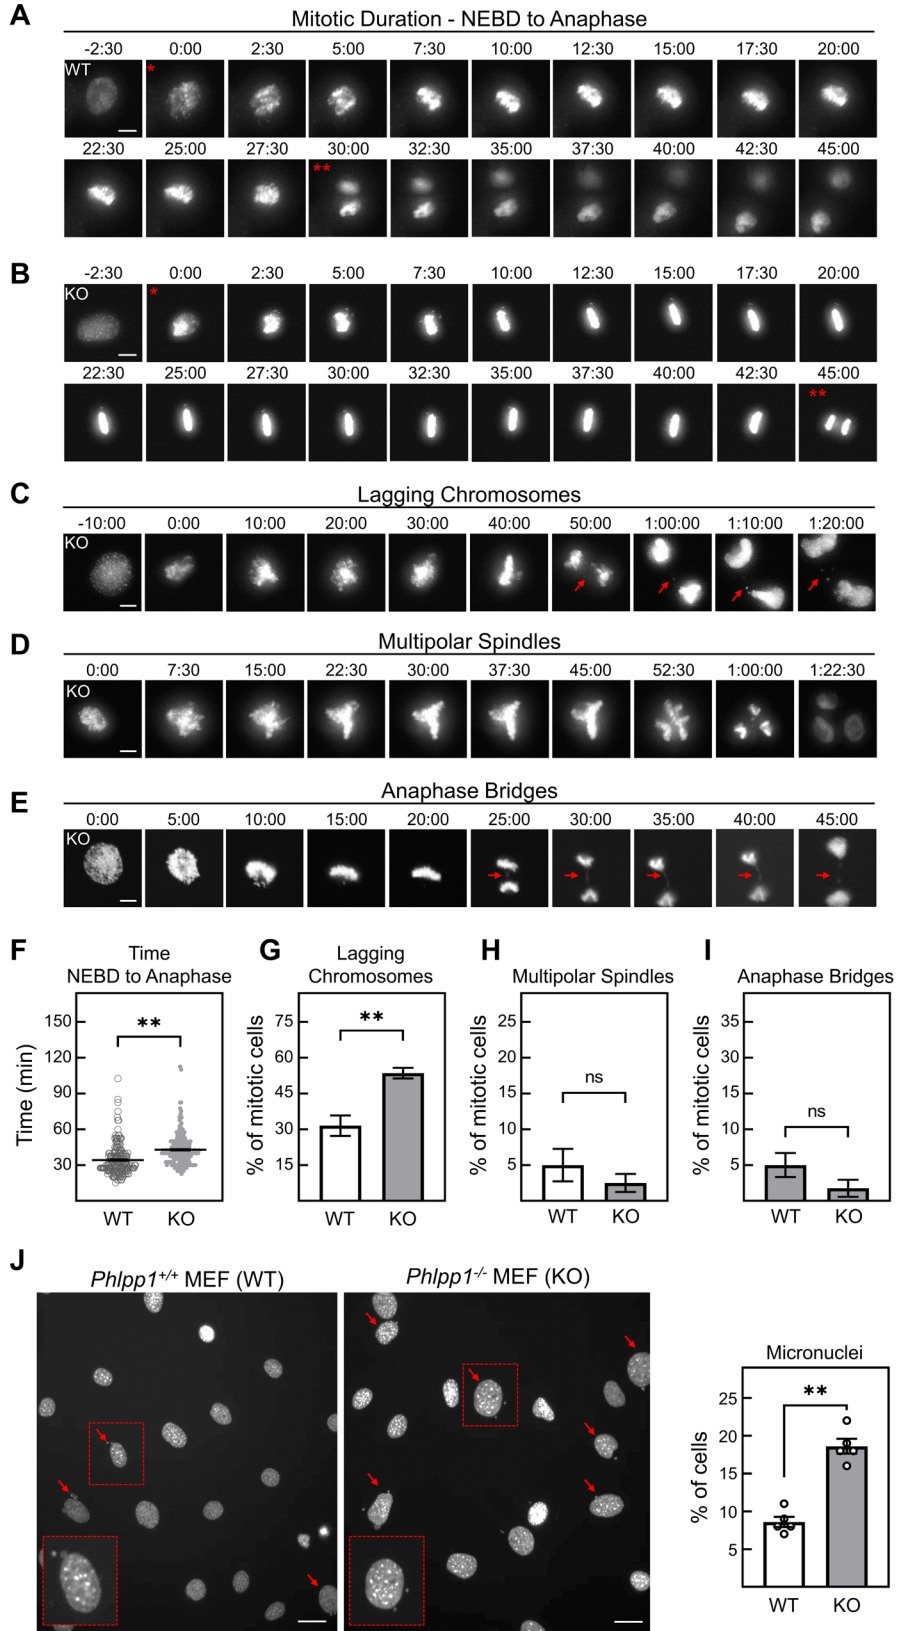 A
Mitotic Duration - NEBD to Anaphase
-2:30 0:00 2:30 5:00 7:30 10:00 12:30 15:00 17:30 20:00
WT *
22:30 25:00 27:30 30:00 32:30 35:00 37:30 40:00 42:30 45:00
**
B
-2:30 0:00 2:30 5:00 7:30 10:00 12:30 15:00 17:30 20:00
KO *
22:30 25:00 27:30 30:00 32:30 35:00 37:30 40:00 42:30 45:00
**
C
Lagging Chromosomes
-10:00 0:00 10:00 20:00 30:00 40:00 50:00 1:00:00 1:10:00 1:20:00
KO
D
Multipolar Spindles
0:00 7:30 15:00 22:30 30:00 37:30 45:00 52:30 1:00:00 1:22:30
KO
E
Anaphase Bridges
0:00 5:00 10:00 15:00 20:00 25:00 30:00 35:00 40:00 45:00
KO
F
Time
NEBD to Anaphase
Time (min)
150
120
90
60
30
**
WT KO
G
Lagging
Chromosomes
% of mitotic cells
75
60
45
30
15
**
WT KO
H
Multipolar Spindles
% of mitotic cells
25
20
15
10
5
ns
WT KO
I
Anaphase Bridges
% of mitotic cells
35
30
15
10
5
ns
WT KO
J
Phlpp1+/+ MEF (WT)
Phlpp1-/- MEF (KO)
Micronuclei
% of cells
25
20
15
10
5
**
WT KO